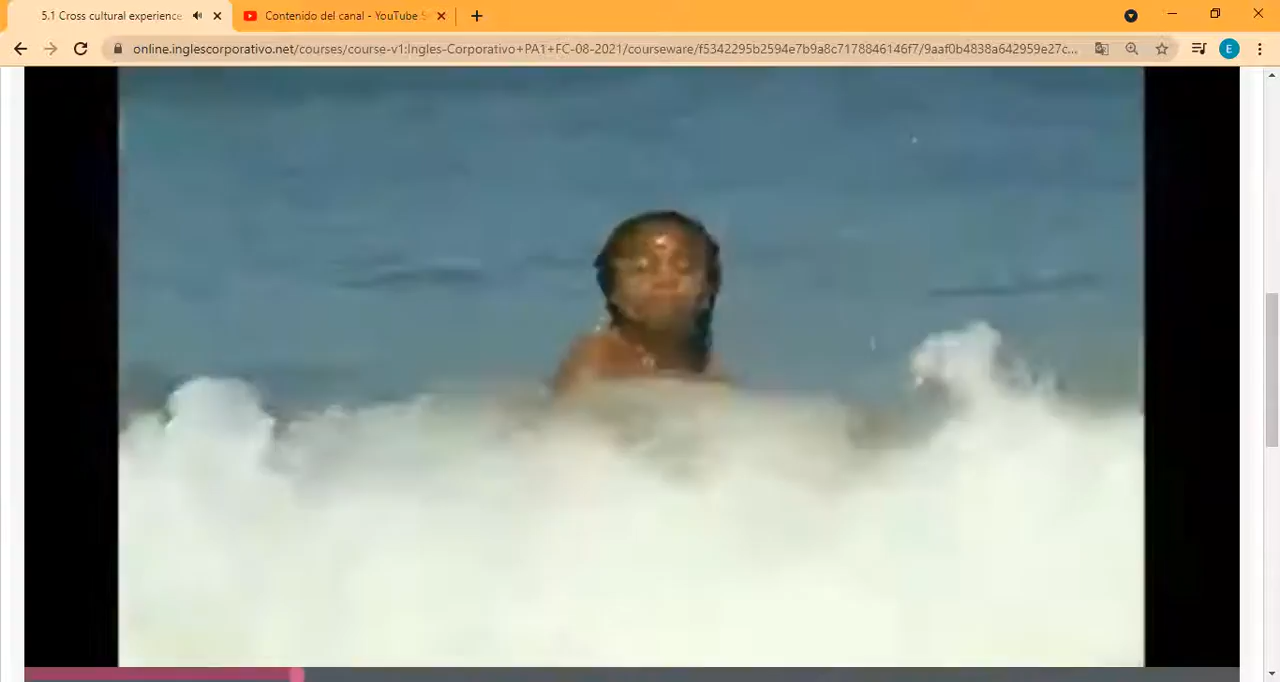 5.1 Cross cultural experience
Contenido del canal - YouTube S
online.inglescorporativo.net/courses/course-v1:Ingles-Corporativo+PA1+FC-08-2021/courseware/f5342295b2594e7b9a8c7178846146f7/9aaf0b4838a642959e27c...
E